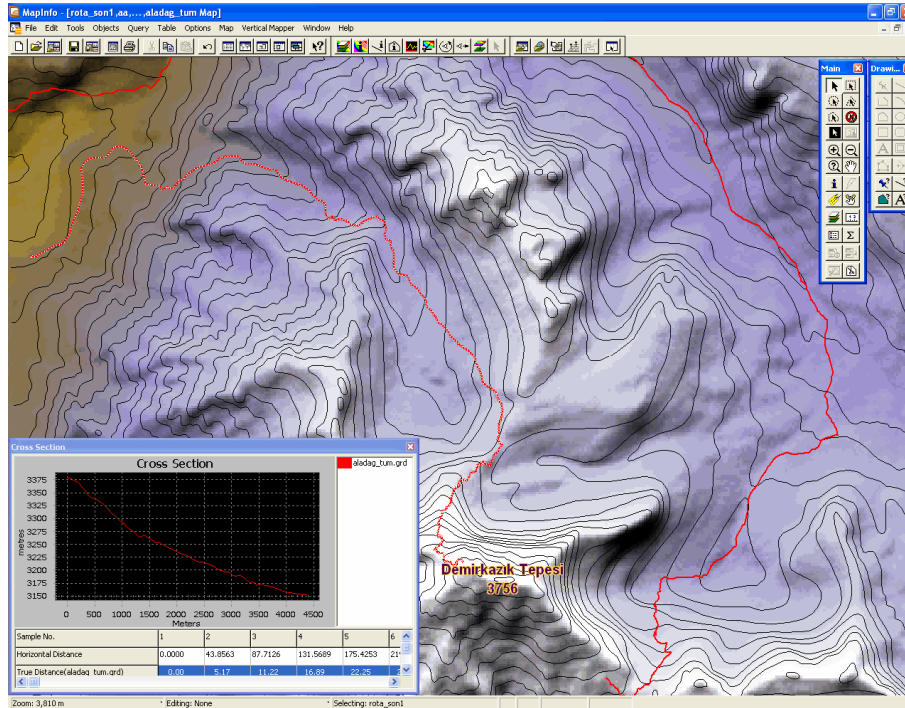 MapInfo - [rota_son1,aa,...,aladag_tum Map]
File Edit Tools Objects Query Table Options Map Vertical Mapper Window Help
Main
Drawi...
Demirkazık Tepesi
3756
Cross Section
Cross Section
aladag_tum.grd
3375
3350
3325
3300
3275
3250
3225
3200
3175
3150
metres
0 500 1000 1500 2000 2500 3000 3500 4000 4500
Meters
Sample No. 1 2 3 4 5 6
Horizontal Distance 0.0000 43.8563 87.7126 131.5689 175.4253 21
True Distance(aladag_tum.grd) 0.00 5.17 11.22 16.89 22.25
Zoom: 3,810 m Editing: None Selecting: rota_son1